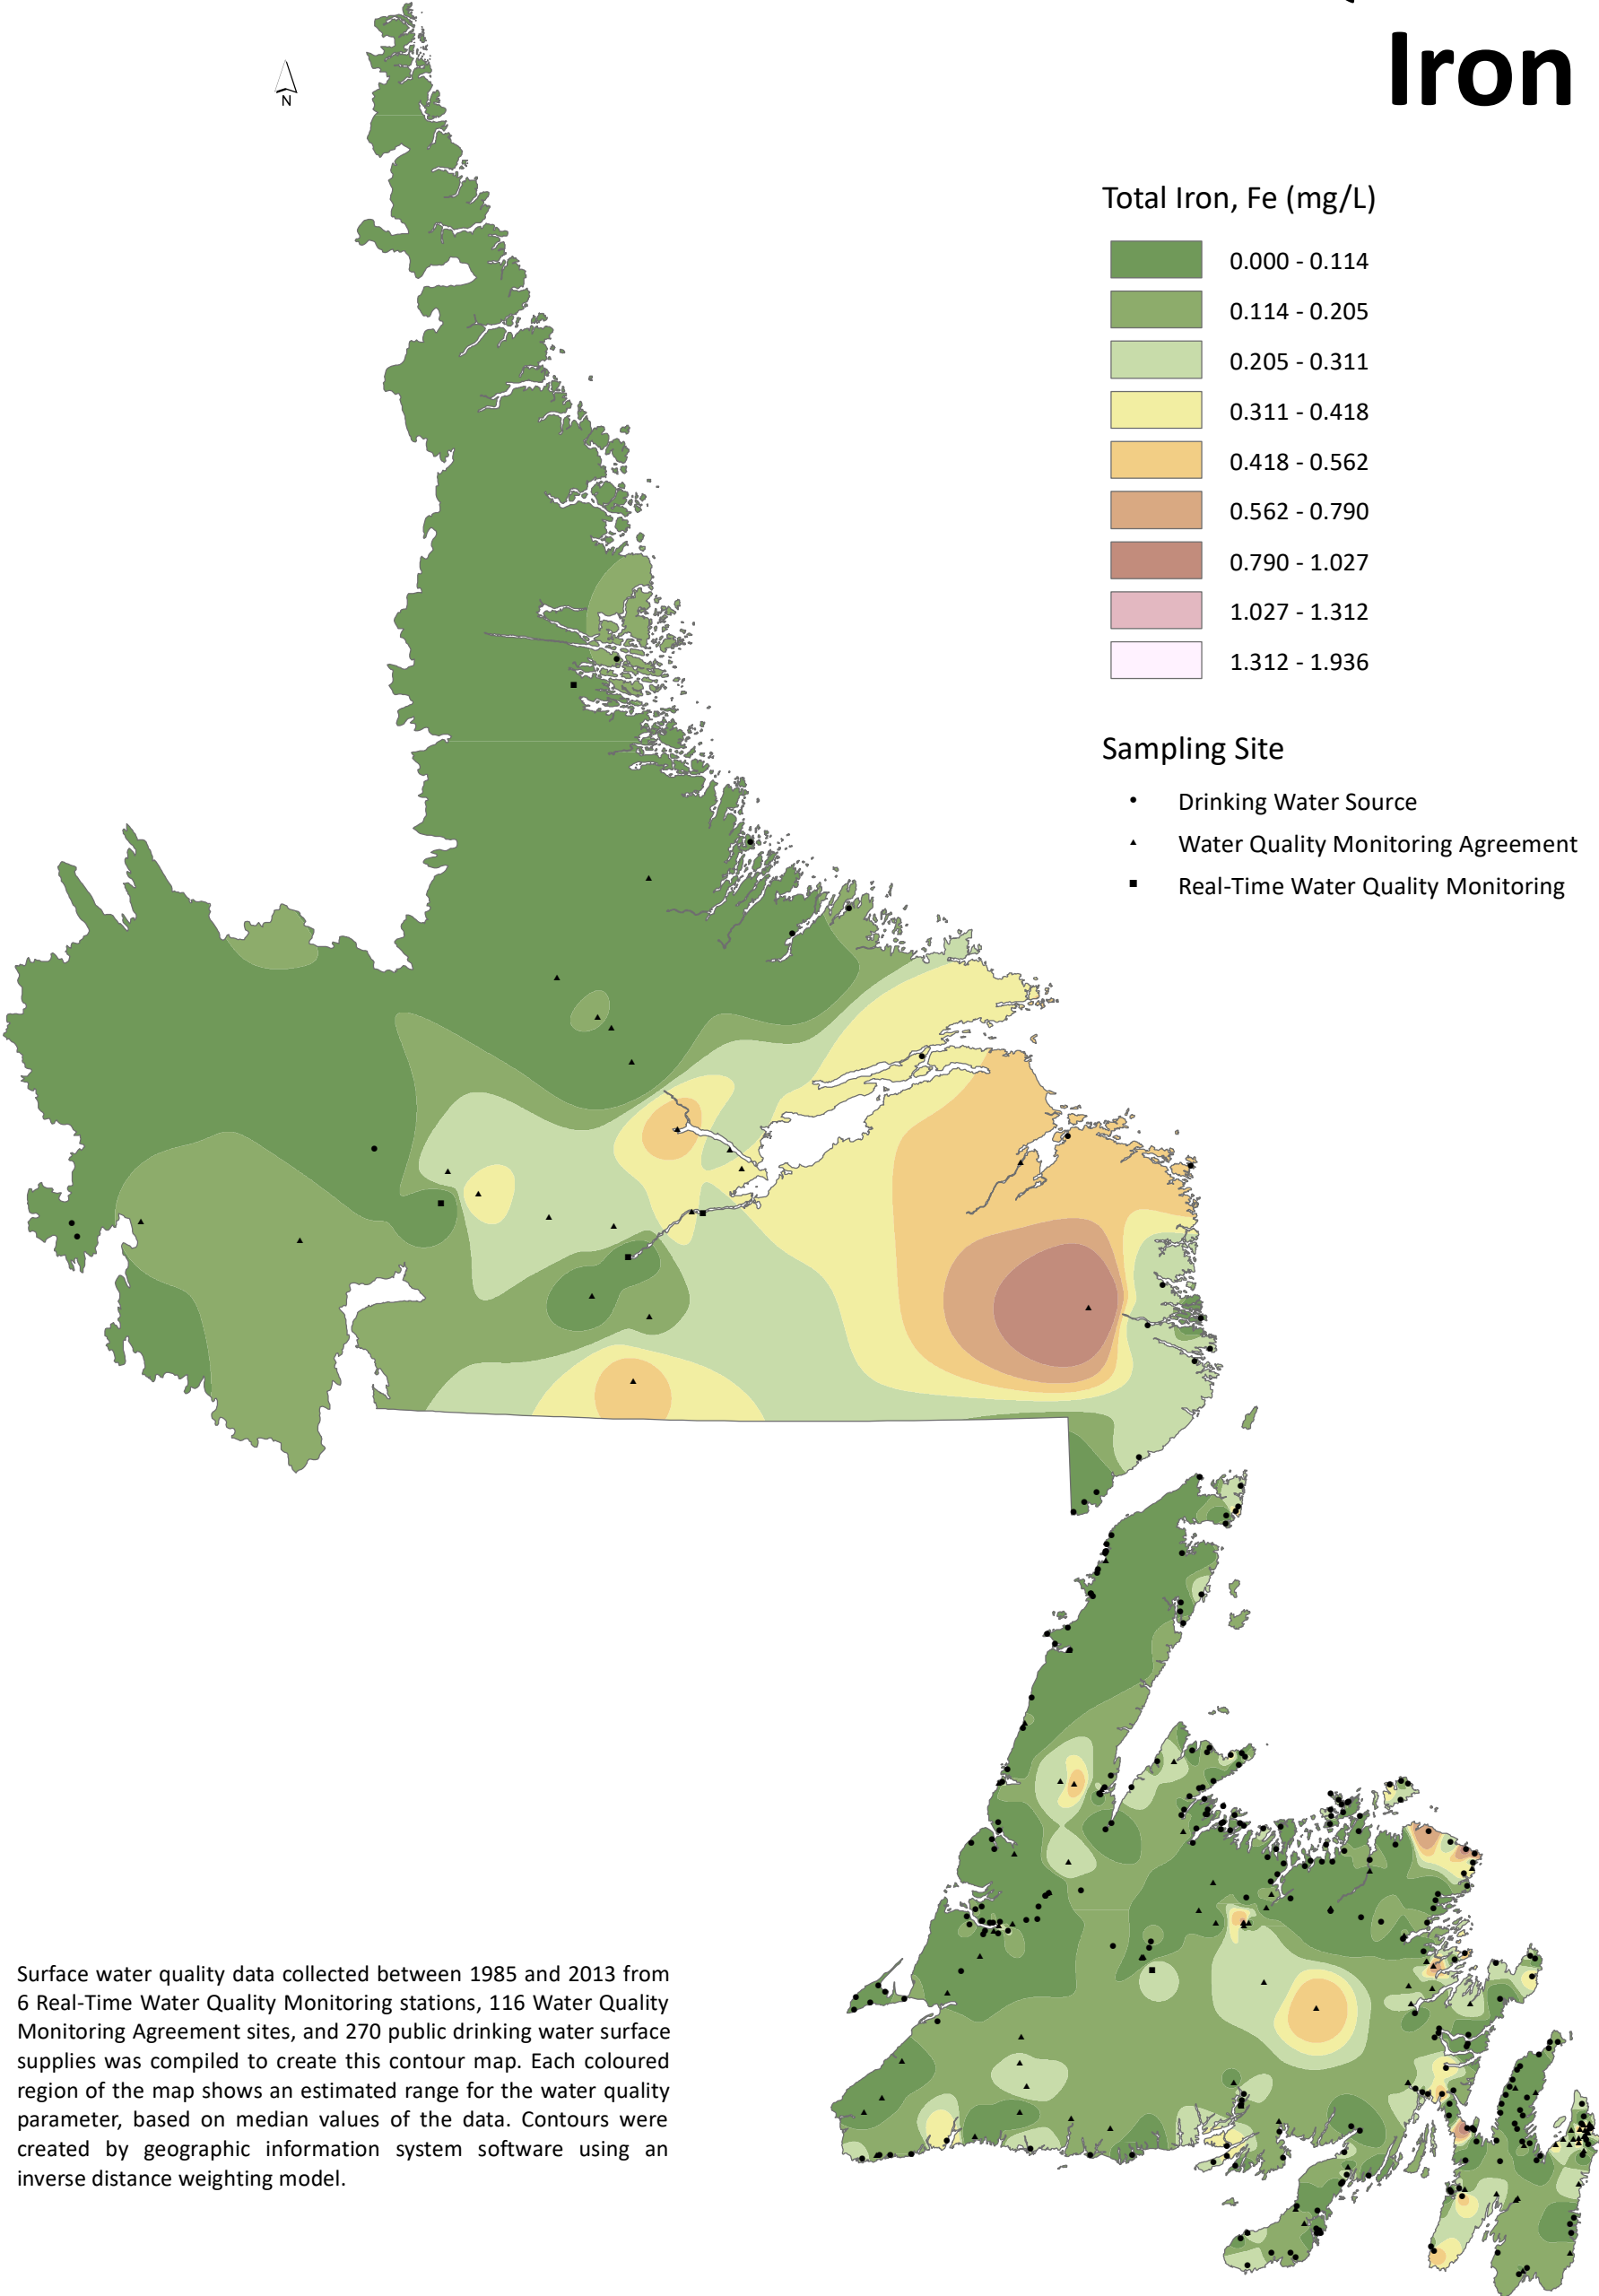 Iron
N
Total Iron, Fe (mg/L)
0.000 - 0.114
0.114 - 0.205
0.205 - 0.311
0.311 - 0.418
0.418 - 0.562
0.562 - 0.790
0.790 - 1.027
1.027 - 1.312
1.312 - 1.936
Sampling Site
Drinking Water Source
Water Quality Monitoring Agreement
Real-Time Water Quality Monitoring
Surface water quality data collected between 1985 and 2013 from
6 Real-Time Water Quality Monitoring stations, 116 Water Quality
Monitoring Agreement sites, and 270 public drinking water surface
supplies was compiled to create this contour map. Each coloured
region of the map shows an estimated range for the water quality
parameter, based on median values of the data. Contours were
created by geographic information system software using an
inverse distance weighting model.